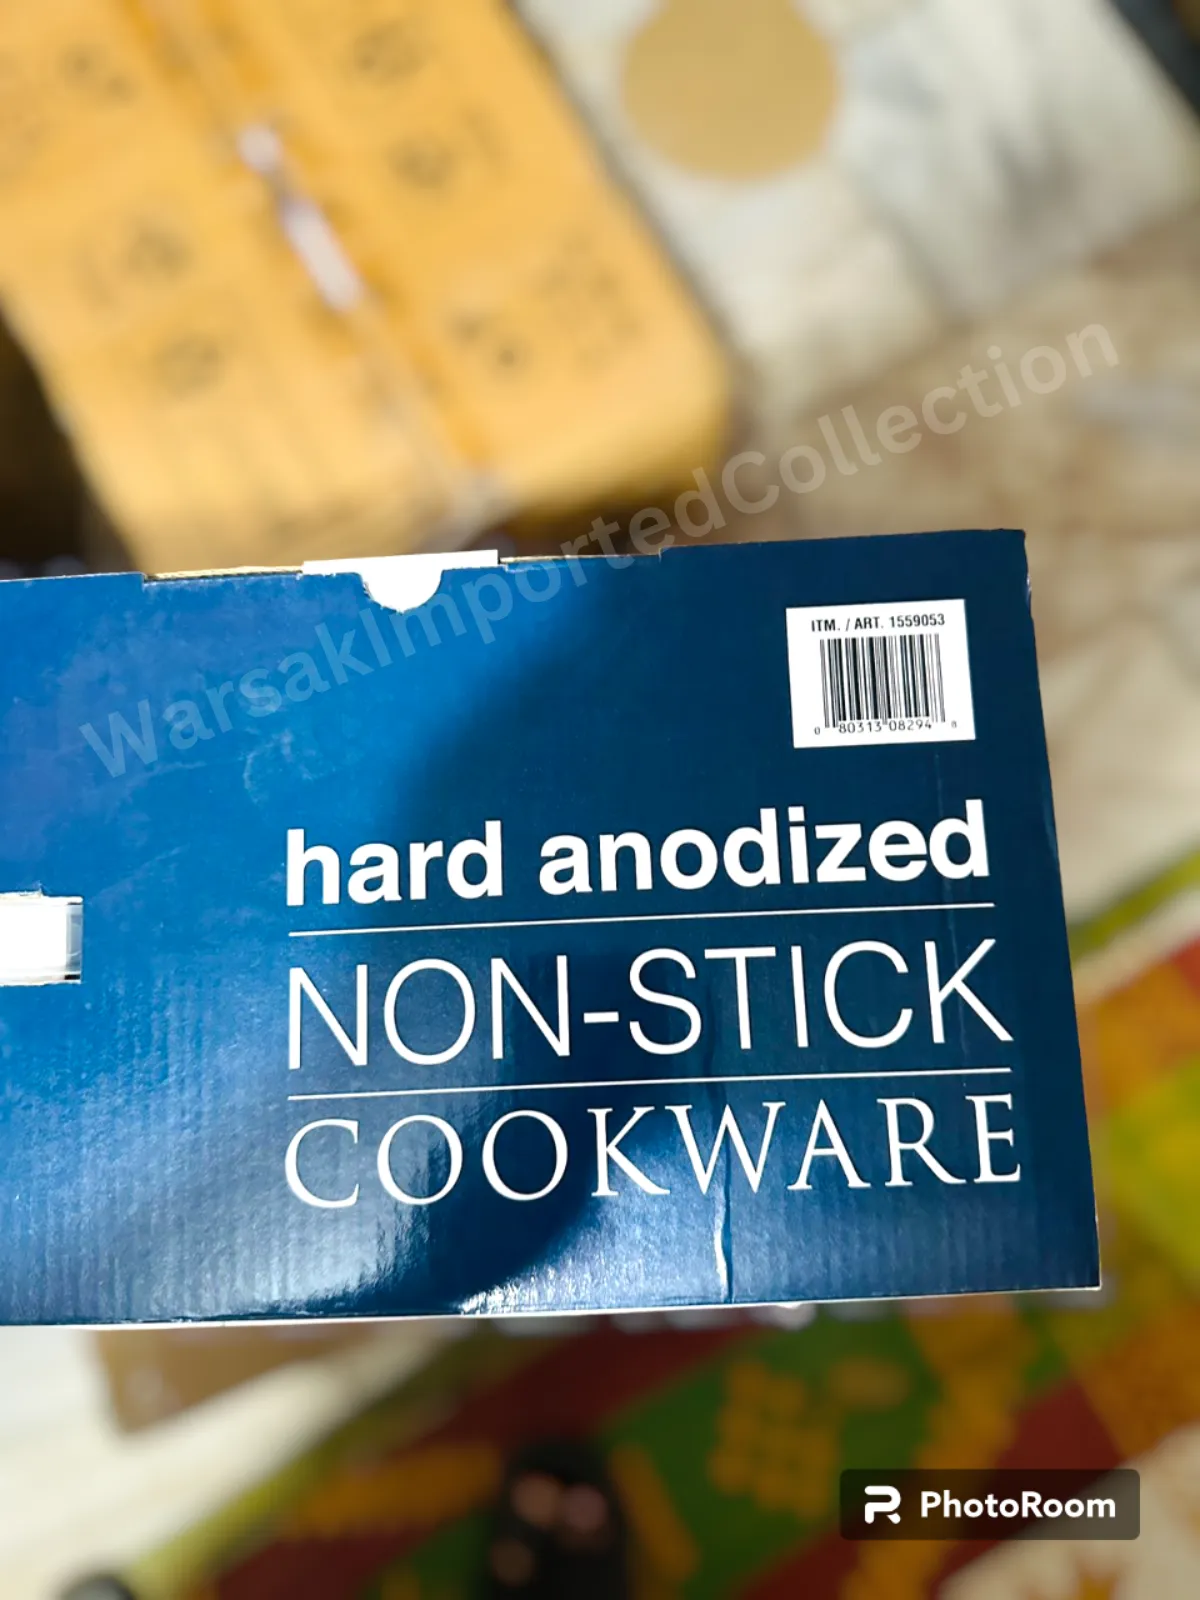 WarsakImportedCollection
ITM. / ART. 1559053
0 80313 08294 8
hard anodized
NON-STICK
COOKWARE
PhotoRoom